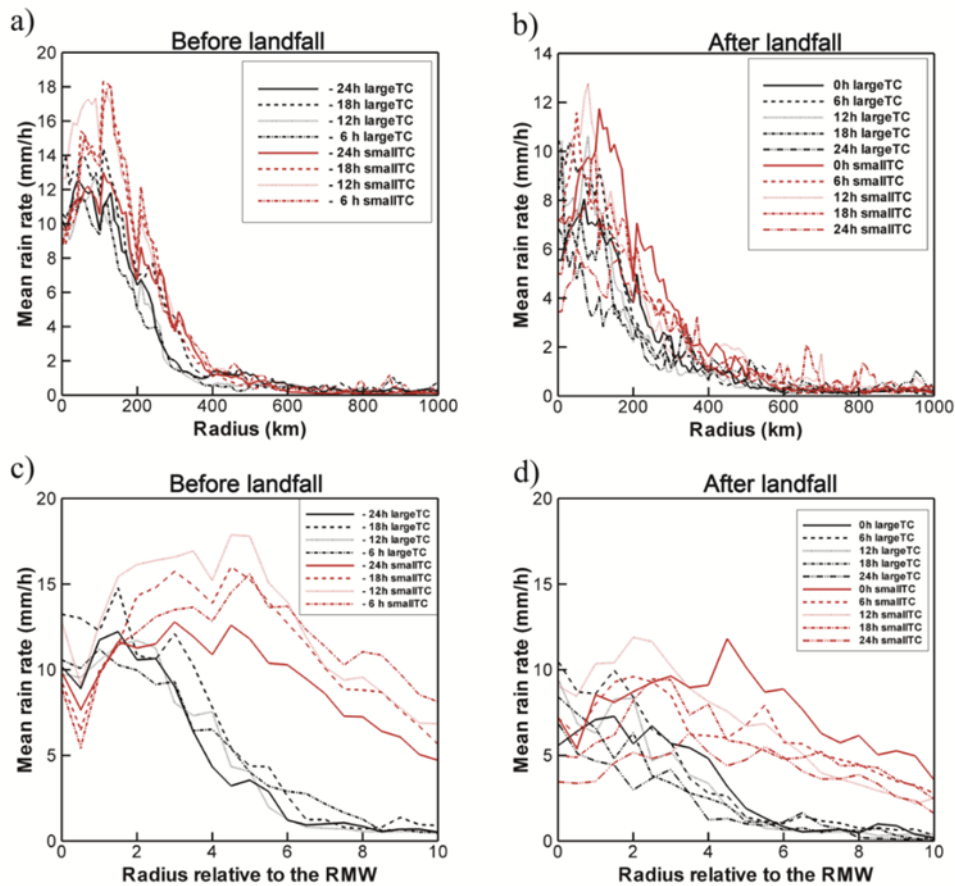 a)
Before landfall
Mean rain rate (mm/h)
20
18
16
14
12
10
8
6
4
2
0
- 24h largeTC
- 18h largeTC
- 12h largeTC
- 6 h largeTC
- 24h smallTC
- 18h smallTC
- 12h smallTC
- 6 h smallTC
0 200 400 600 800 1000
Radius (km)
b)
After landfall
Mean rain rate (mm/h)
14
12
10
8
6
4
2
0
0h largeTC
6h largeTC
12h largeTC
18h largeTC
24h largeTC
0h smallTC
6h smallTC
12h smallTC
18h smallTC
24h smallTC
0 200 400 600 800 1000
Radius (km)
c)
Before landfall
Mean rain rate (mm/h)
20
15
10
5
0
- 24h largeTC
- 18h largeTC
- 12h largeTC
- 6 h largeTC
- 24h smallTC
- 18h smallTC
- 12h smallTC
- 6 h smallTC
0 2 4 6 8 10
Radius relative to the RMW
d)
After landfall
Mean rain rate (mm/h)
20
15
10
5
0
0h largeTC
6h largeTC
12h largeTC
18h largeTC
24h largeTC
0h smallTC
6h smallTC
12h smallTC
18h smallTC
24h smallTC
0 2 4 6 8 10
Radius relative to the RMW